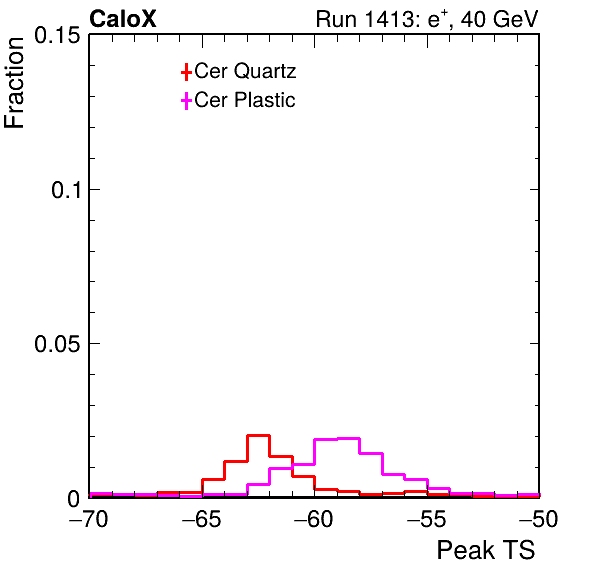 CaloX Run 1413: e⁺, 40 GeV
Fraction
0.15
Cer Quartz
Cer Plastic
0.1
0.05
0
−70 −65 −60 −55 −50
Peak TS